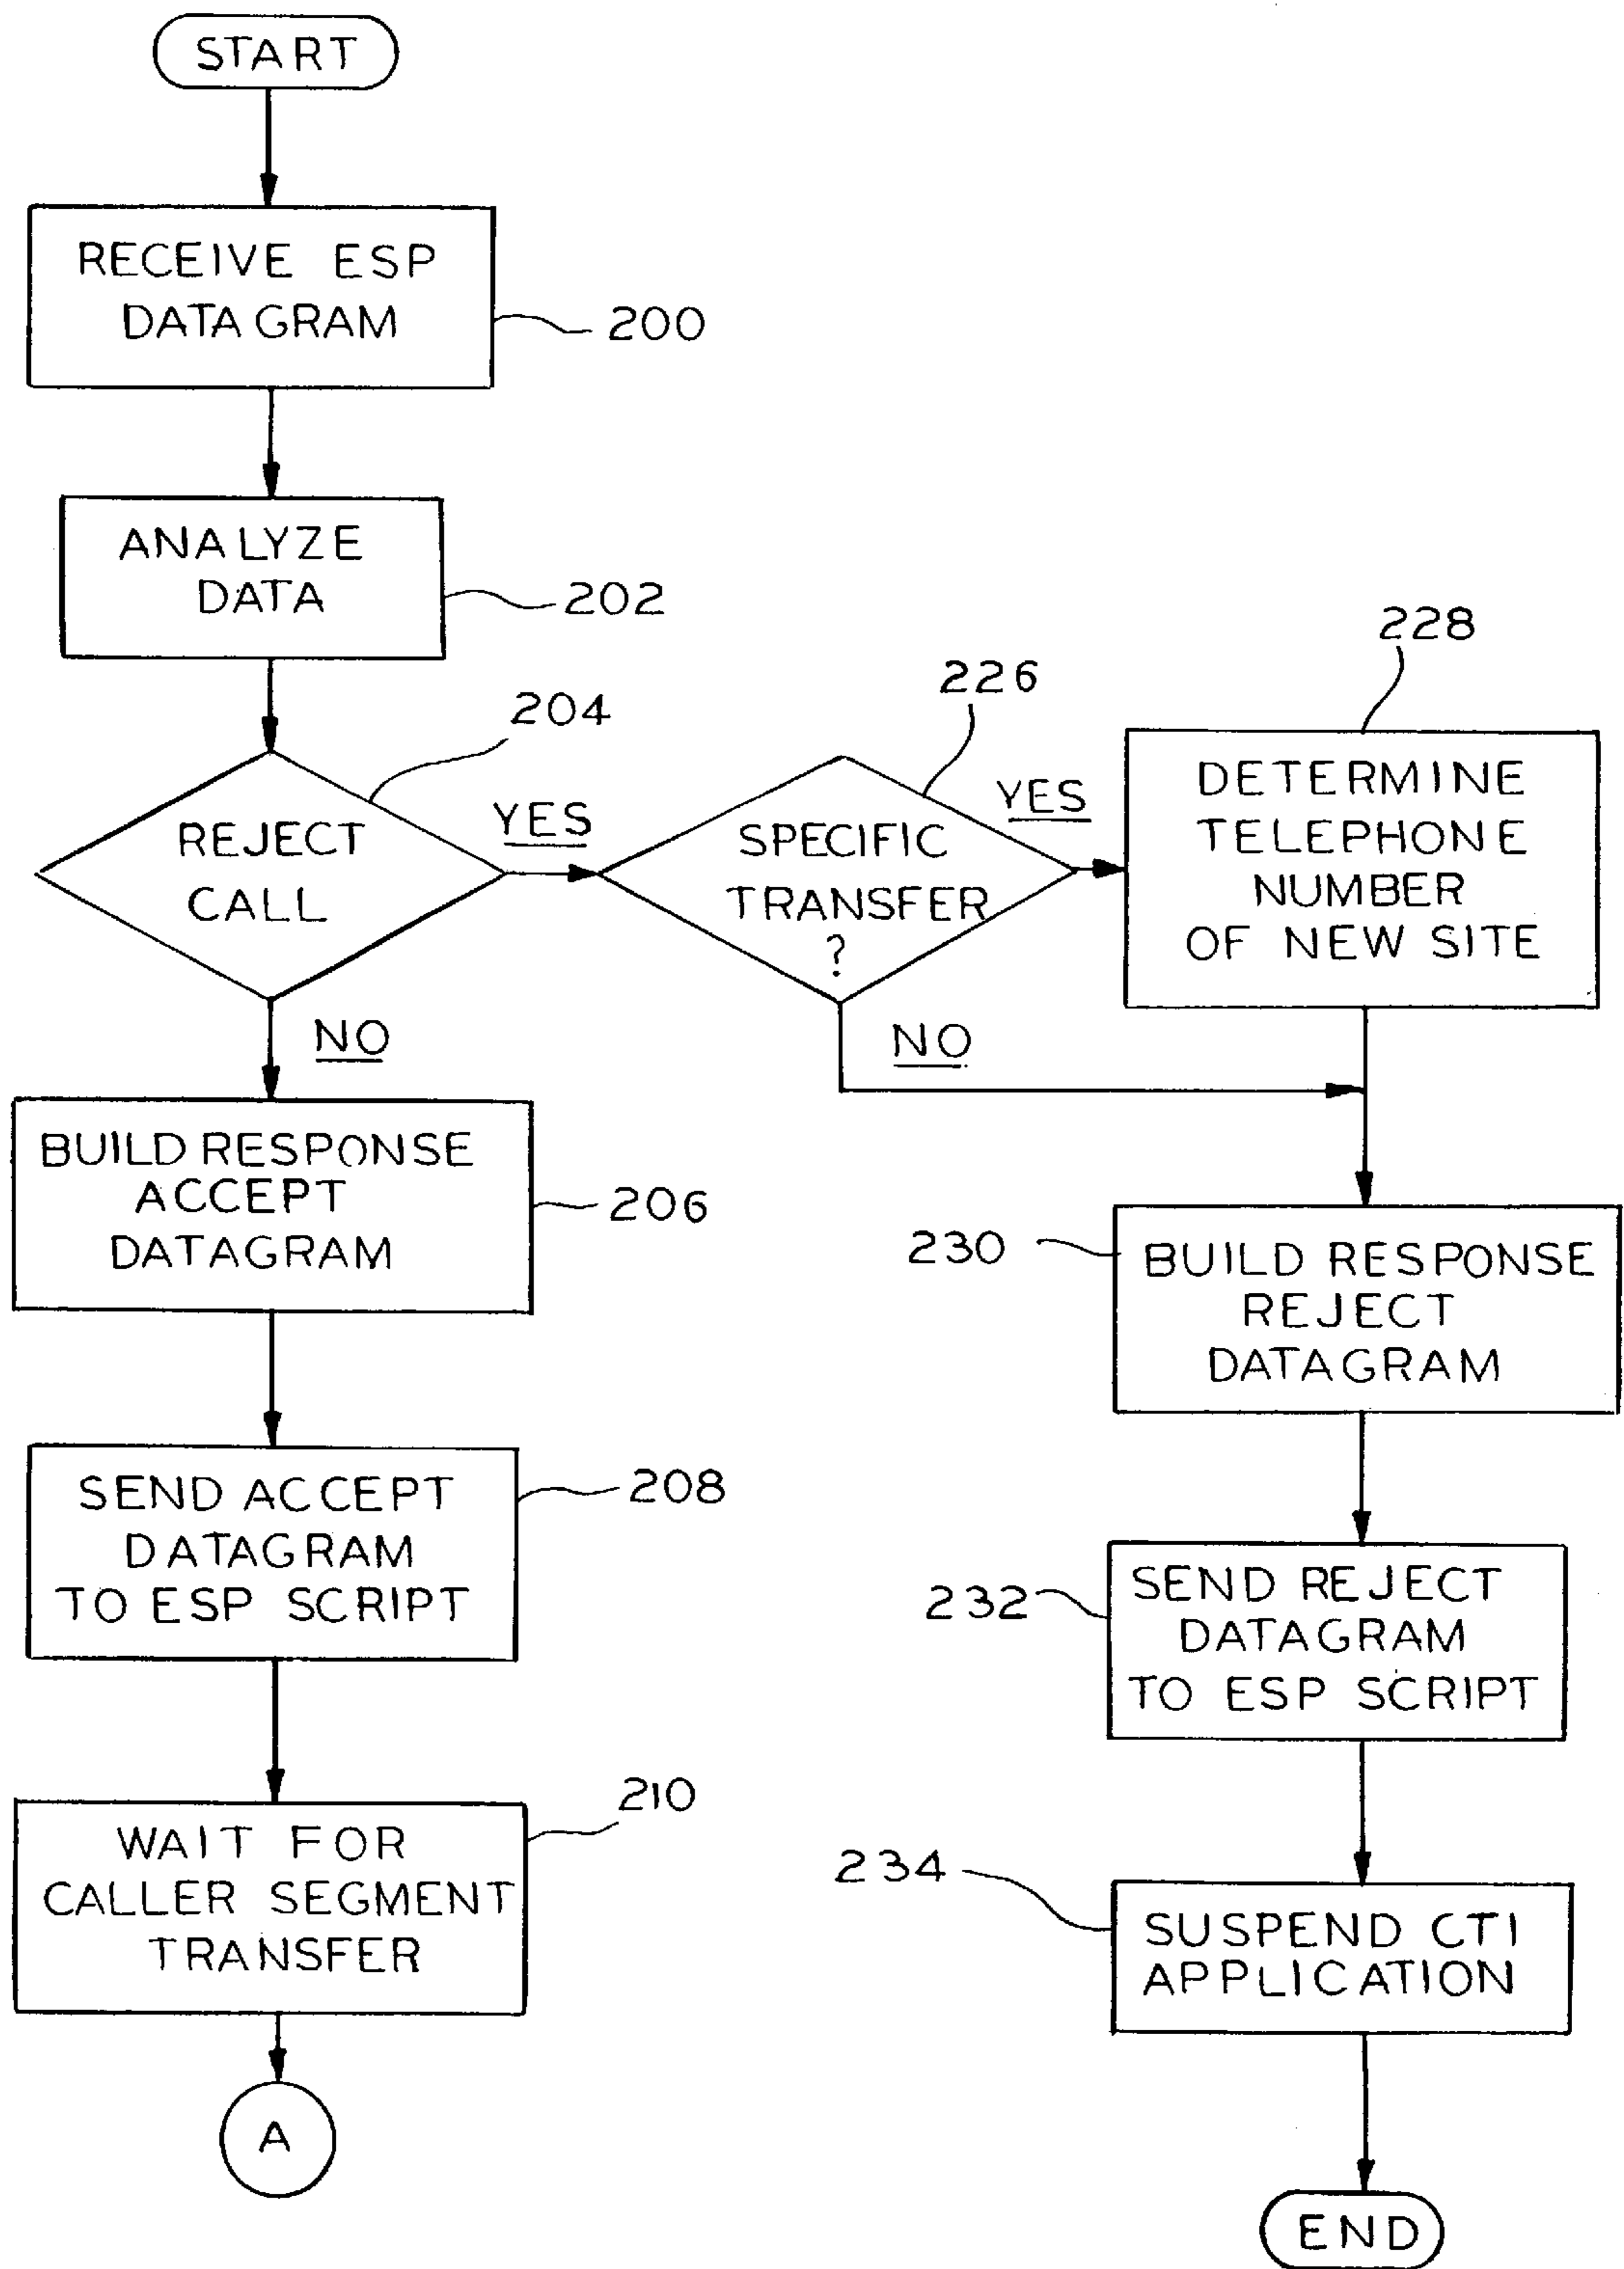 START
RECEIVE ESP
DATAGRAM
200
ANALYZE
DATA
202
204
REJECT
CALL
YES
NO
226
SPECIFIC
TRANSFER
?
YES
NO
228
DETERMINE
TELEPHONE
NUMBER
OF NEW SITE
BUILD RESPONSE
ACCEPT
DATAGRAM
206
230
BUILD RESPONSE
REJECT
DATAGRAM
SEND ACCEPT
DATAGRAM
TO ESP SCRIPT
208
232
SEND REJECT
DATAGRAM
TO ESP SCRIPT
WAIT FOR
CALLER SEGMENT
TRANSFER
210
234
SUSPEND CTI
APPLICATION
A
END